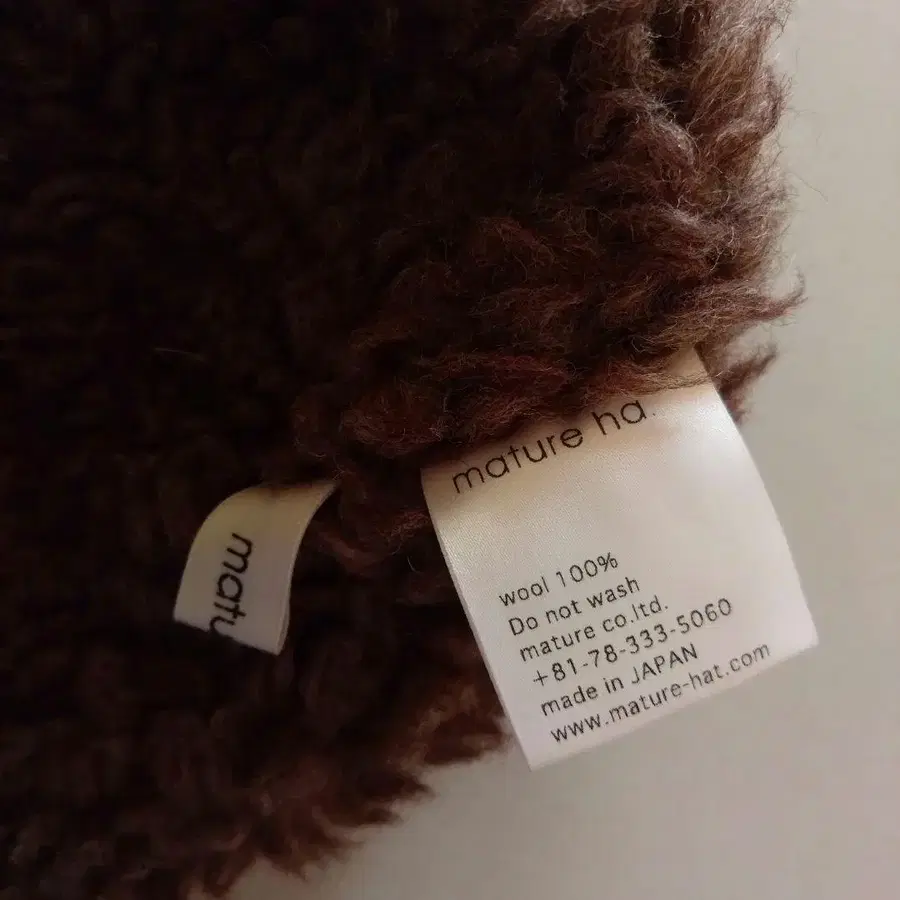 mature ha.
wool 100%
Do not wash
mature co.ltd.
+81-78-333-5060
made in JAPAN
www.mature-hat.com
matu